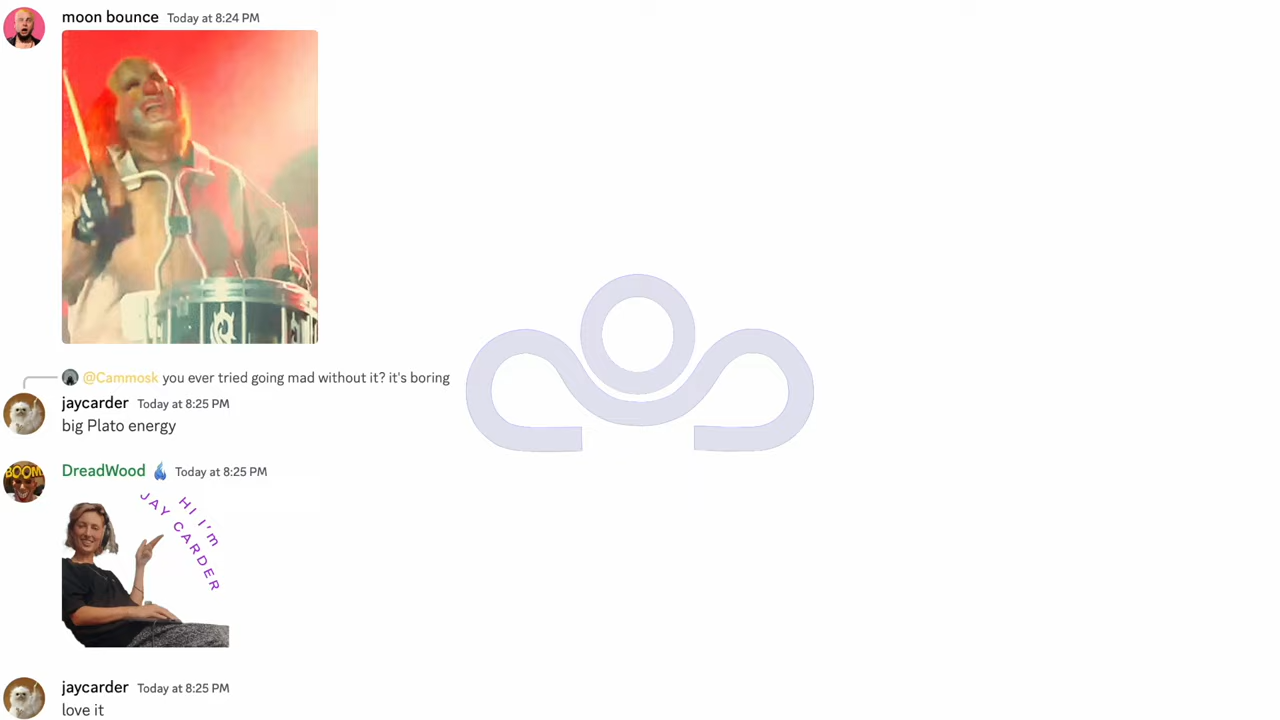 moon bounce Today at 8:24 PM
@Cammosk you ever tried going mad without it? it's boring
jaycarder Today at 8:25 PM
big Plato energy
BOOM
DreadWood Today at 8:25 PM
HI I'm
JAY CARDER
jaycarder Today at 8:25 PM
love it